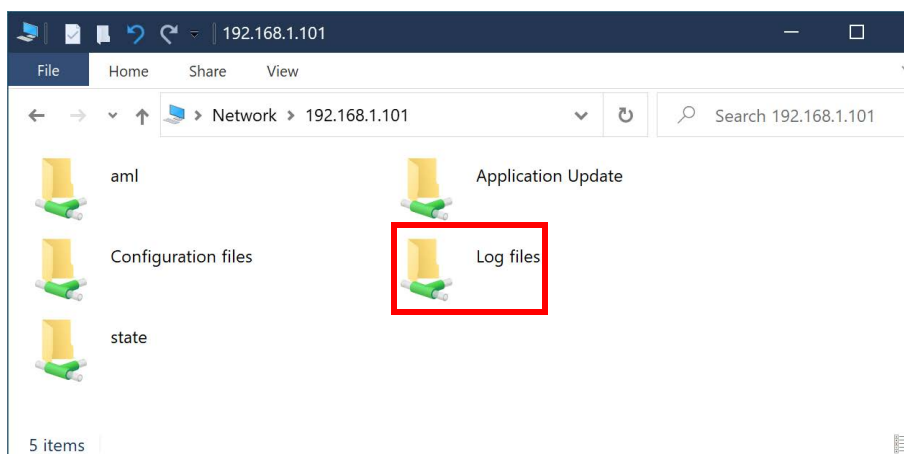 192.168.1.101
File Home Share View
Network > 192.168.1.101 Search 192.168.1.101
aml Application Update
Configuration files Log files
state
5 items